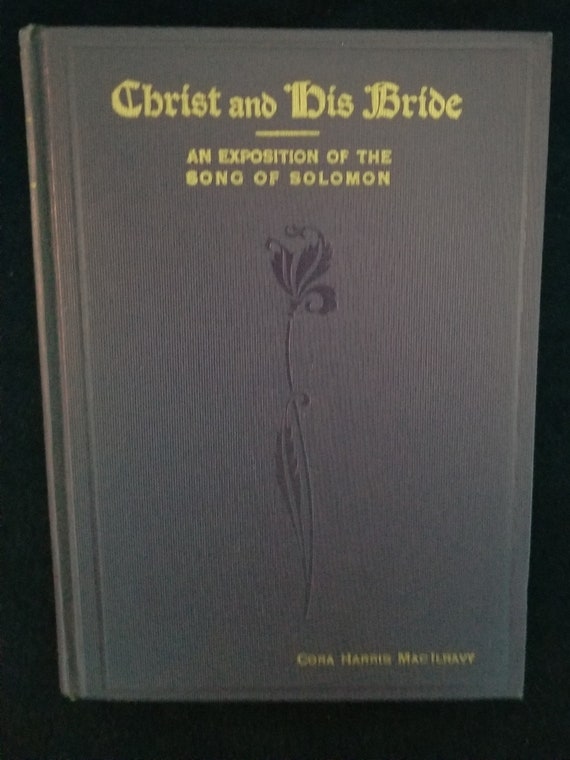 Christ and His Bride
AN EXPOSITION OF THE
SONG OF SOLOMON
CORA HARRIS MACILRAVY